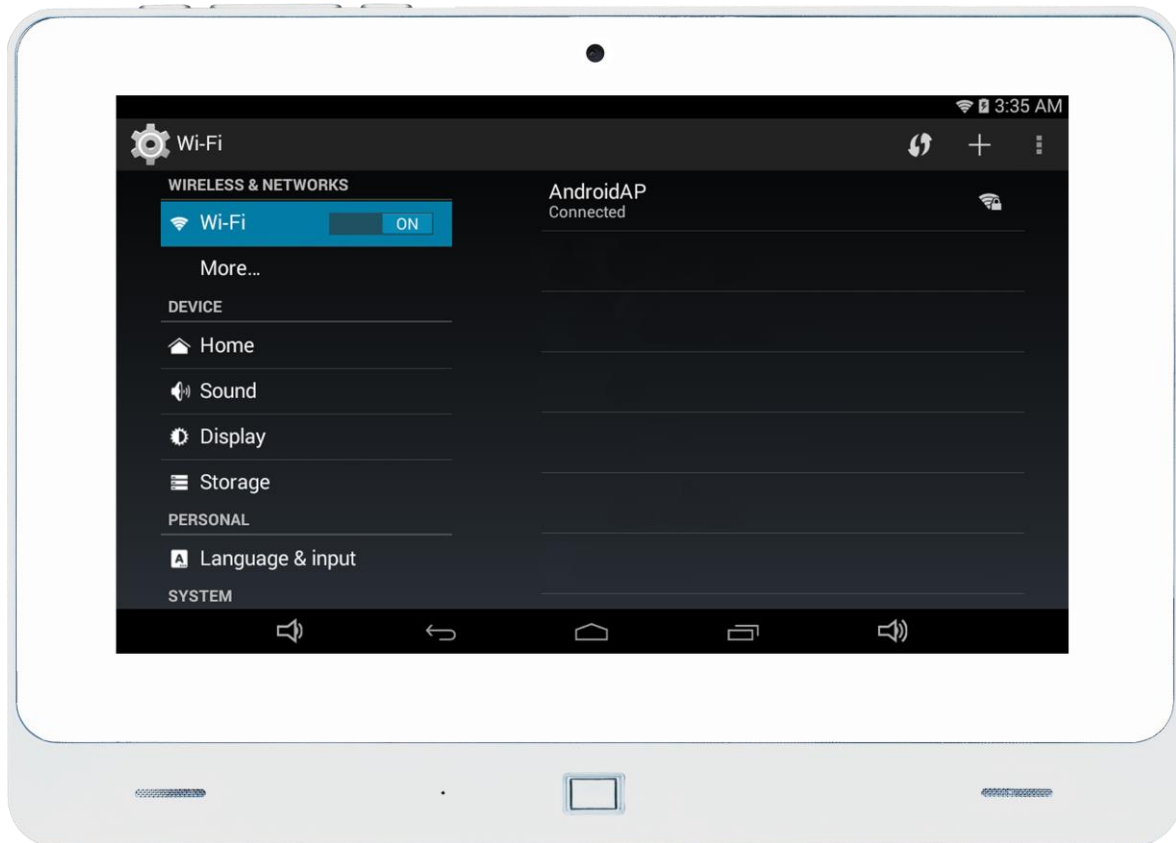 3:35 AM
Wi-Fi
WIRELESS & NETWORKS
Wi-Fi ON
More...
DEVICE
Home
Sound
Display
Storage
PERSONAL
Language & input
SYSTEM
AndroidAP
Connected